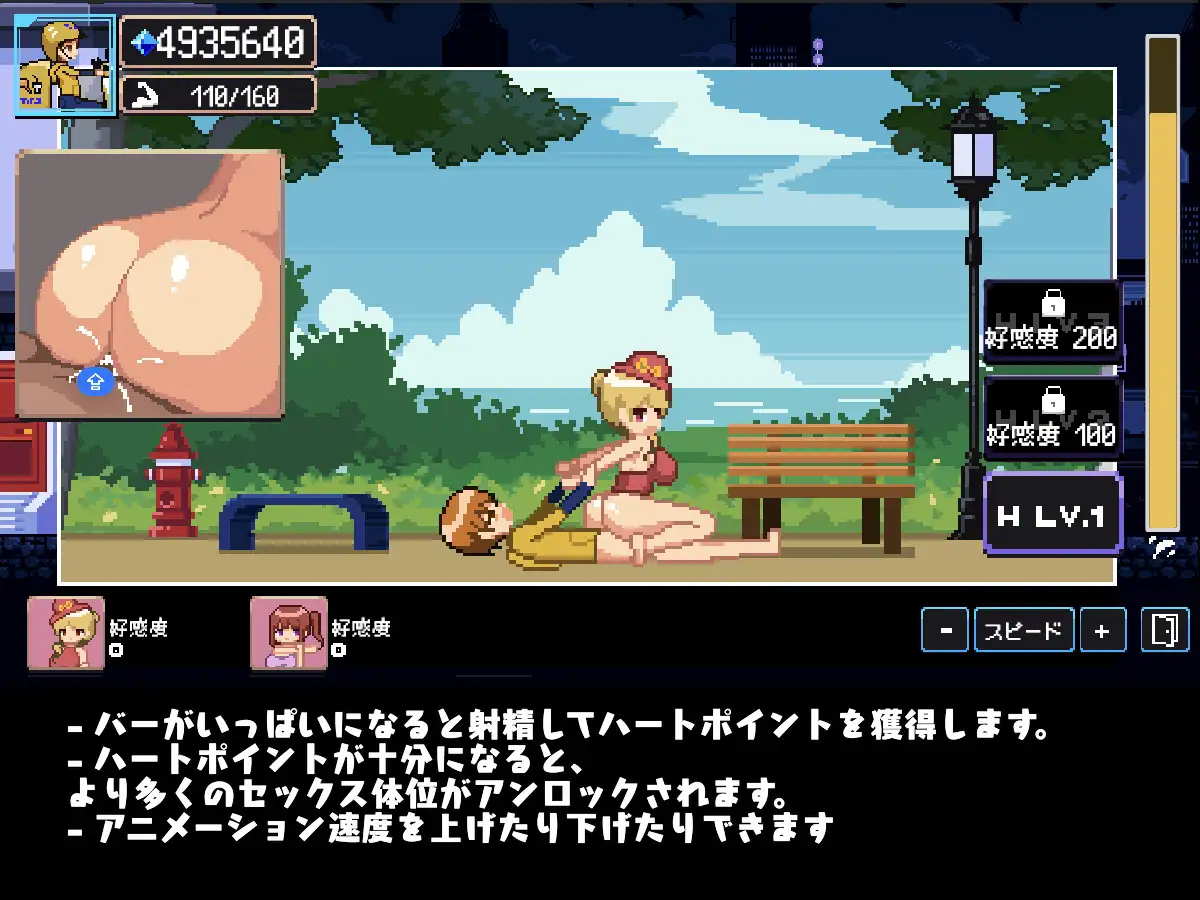 4935640
110/160
好感度 200
好感度 100
H LV.1
好感度
0
好感度
0
-
スピード
+
- バーがいっぱいになると射精してハートポイントを獲得します。
- ハートポイントが十分になると、
より多くのセックス体位がアンロックされます。
- アニメーション速度を上げたり下げたりできます